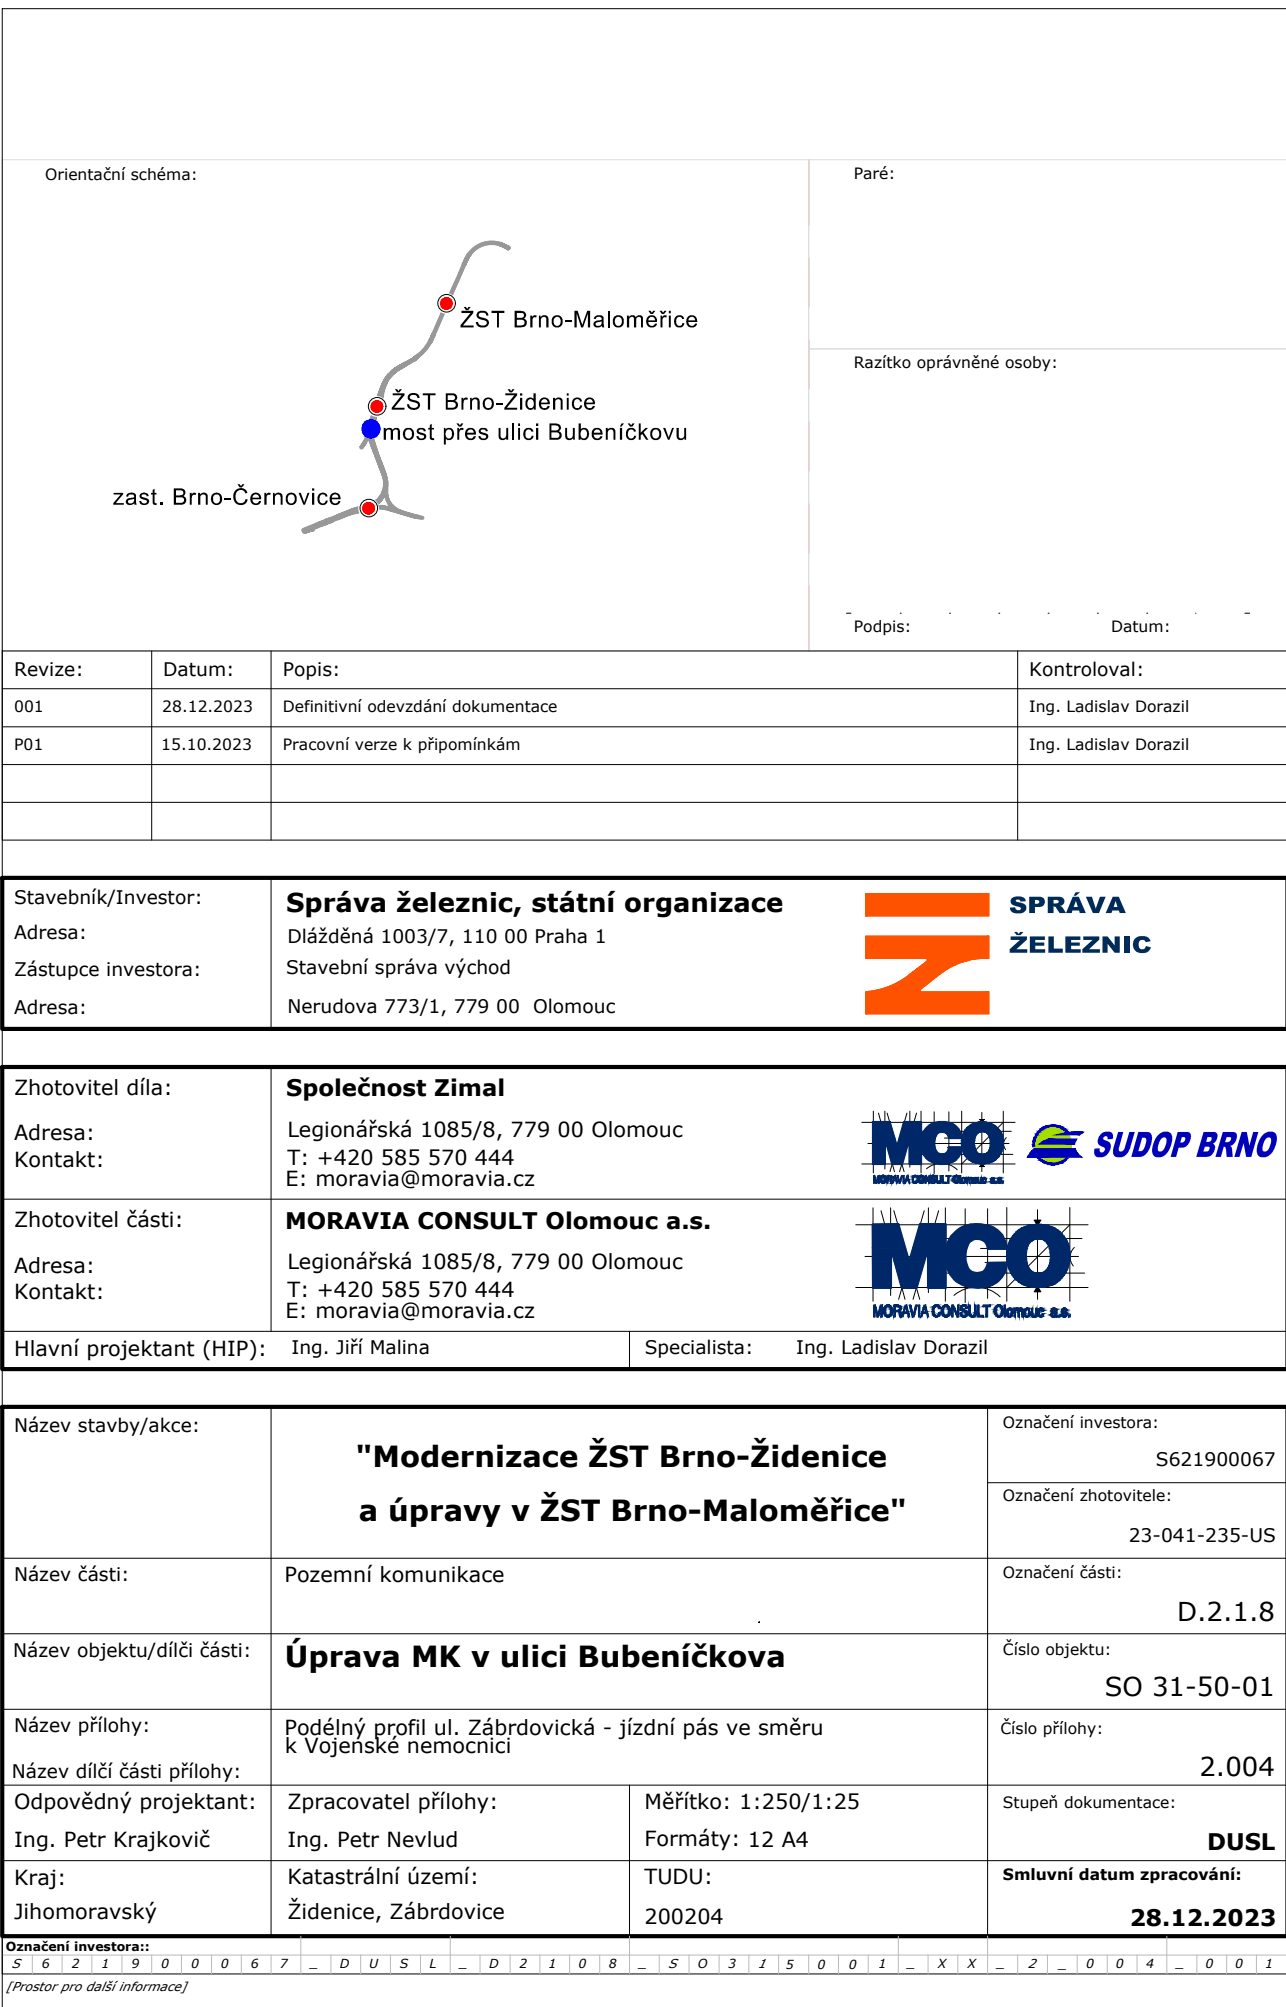 Orientační schéma:
Paré:
ŽST Brno-Maloměřice
ŽST Brno-Židenice
most přes ulici Bubeníčkovu
zast. Brno-Černovice
Razítko oprávněné osoby:
Podpis: Datum:
Revize: Datum: Popis: Kontroloval:
001 28.12.2023 Definitivní odevzdání dokumentace Ing. Ladislav Dorazil
P01 15.10.2023 Pracovní verze k připomínkám Ing. Ladislav Dorazil
Stavebník/Investor: Správa železnic, státní organizace
Adresa: Dlážděná 1003/7, 110 00 Praha 1
Zástupce investora: Stavební správa východ
Adresa: Nerudova 773/1, 779 00 Olomouc
SPRÁVA
ŽELEZNIC
Zhotovitel díla: Společnost Zimal
Adresa: Legionářská 1085/8, 779 00 Olomouc
Kontakt: T: +420 585 570 444
E: moravia@moravia.cz
MCO
MORAVIA CONSULT Olomouc a.s.
SUDOP BRNO
Zhotovitel části: MORAVIA CONSULT Olomouc a.s.
Adresa: Legionářská 1085/8, 779 00 Olomouc
Kontakt: T: +420 585 570 444
E: moravia@moravia.cz
MCO
MORAVIA CONSULT Olomouc a.s.
Hlavní projektant (HIP): Ing. Jiří Malina Specialista: Ing. Ladislav Dorazil
Název stavby/akce: "Modernizace ŽST Brno-Židenice
a úpravy v ŽST Brno-Maloměřice"
Označení investora:
S621900067
Označení zhotovitele:
23-041-235-US
Název části: Pozemní komunikace
Označení části:
D.2.1.8
Název objektu/dílči části: Úprava MK v ulici Bubeníčkova
Číslo objektu:
SO 31-50-01
Název přílohy: Podélný profil ul. Zábrdovická - jízdní pás ve směru
k Vojenské nemocnici
Název dílčí části přílohy:
Číslo přílohy:
2.004
Odpovědný projektant: Zpracovatel přílohy: Měřítko: 1:250/1:25 Stupeň dokumentace:
Ing. Petr Krajkovič Ing. Petr Nevlud Formáty: 12 A4 DUSL
Kraj: Katastrální území: TUDU: Smluvní datum zpracování:
Jihomoravský Židenice, Zábrdovice 200204 28.12.2023
Označení investora::
S 6 2 1 9 0 0 0 6 7 _ D U S L _ D 2 1 0 8 _ S O 3 1 5 0 0 1 _ X X _ 2 _ 0 0 4 _ 0 0 1
[Prostor pro další informace]